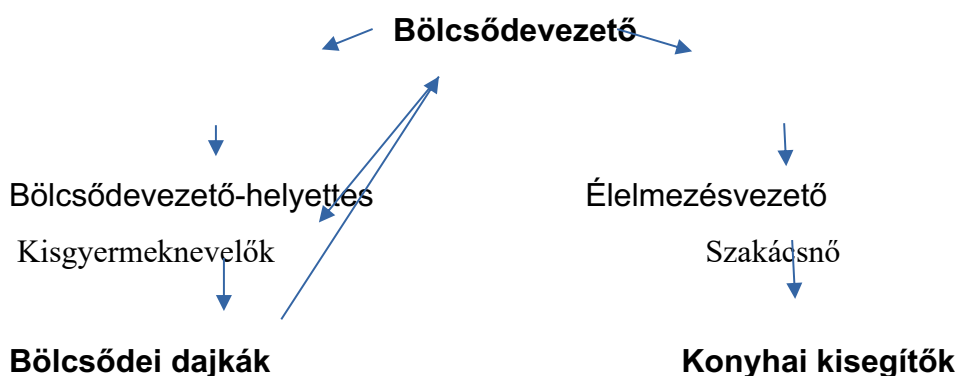 Bölcsődevezető
Bölcsődevezető-helyettes Élelmezésvezető
Kisgyermeknevelők Szakácsnő
Bölcsődei dajkák Konyhai kisegítők